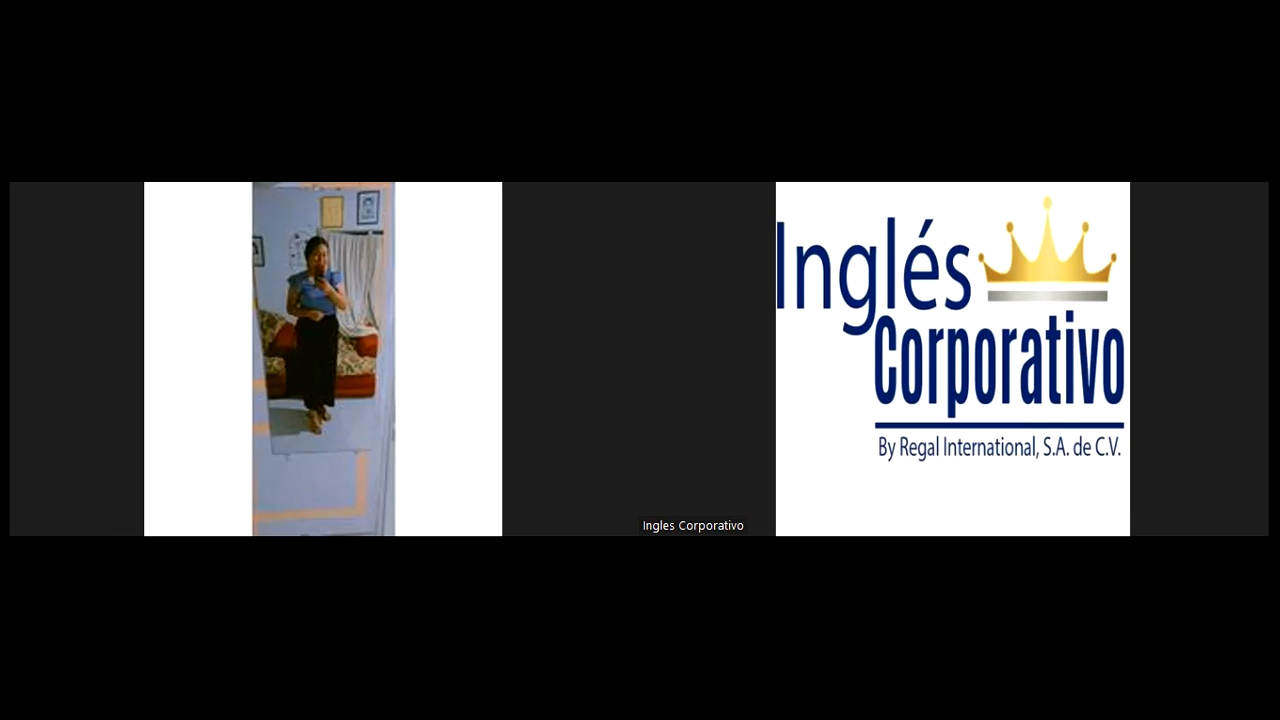 Inglés
Corporativo
By Regal International, S.A. de C.V.
Ingles Corporativo